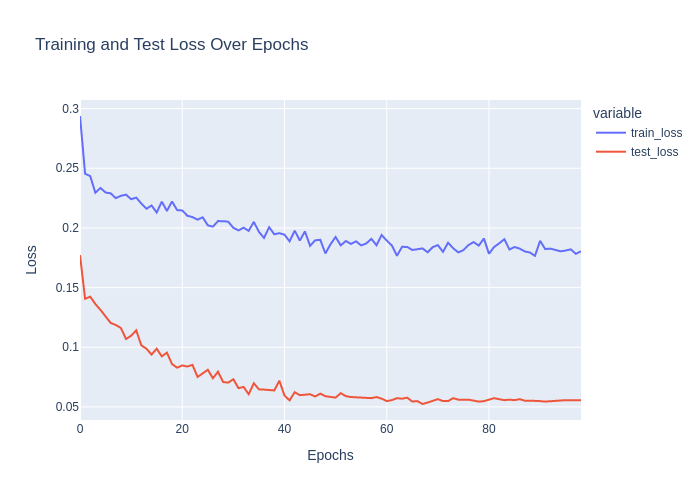 Training and Test Loss Over Epochs
variable
train_loss
test_loss
0.3
0.25
0.2
0.15
0.1
0.05
Loss
0 20 40 60 80
Epochs